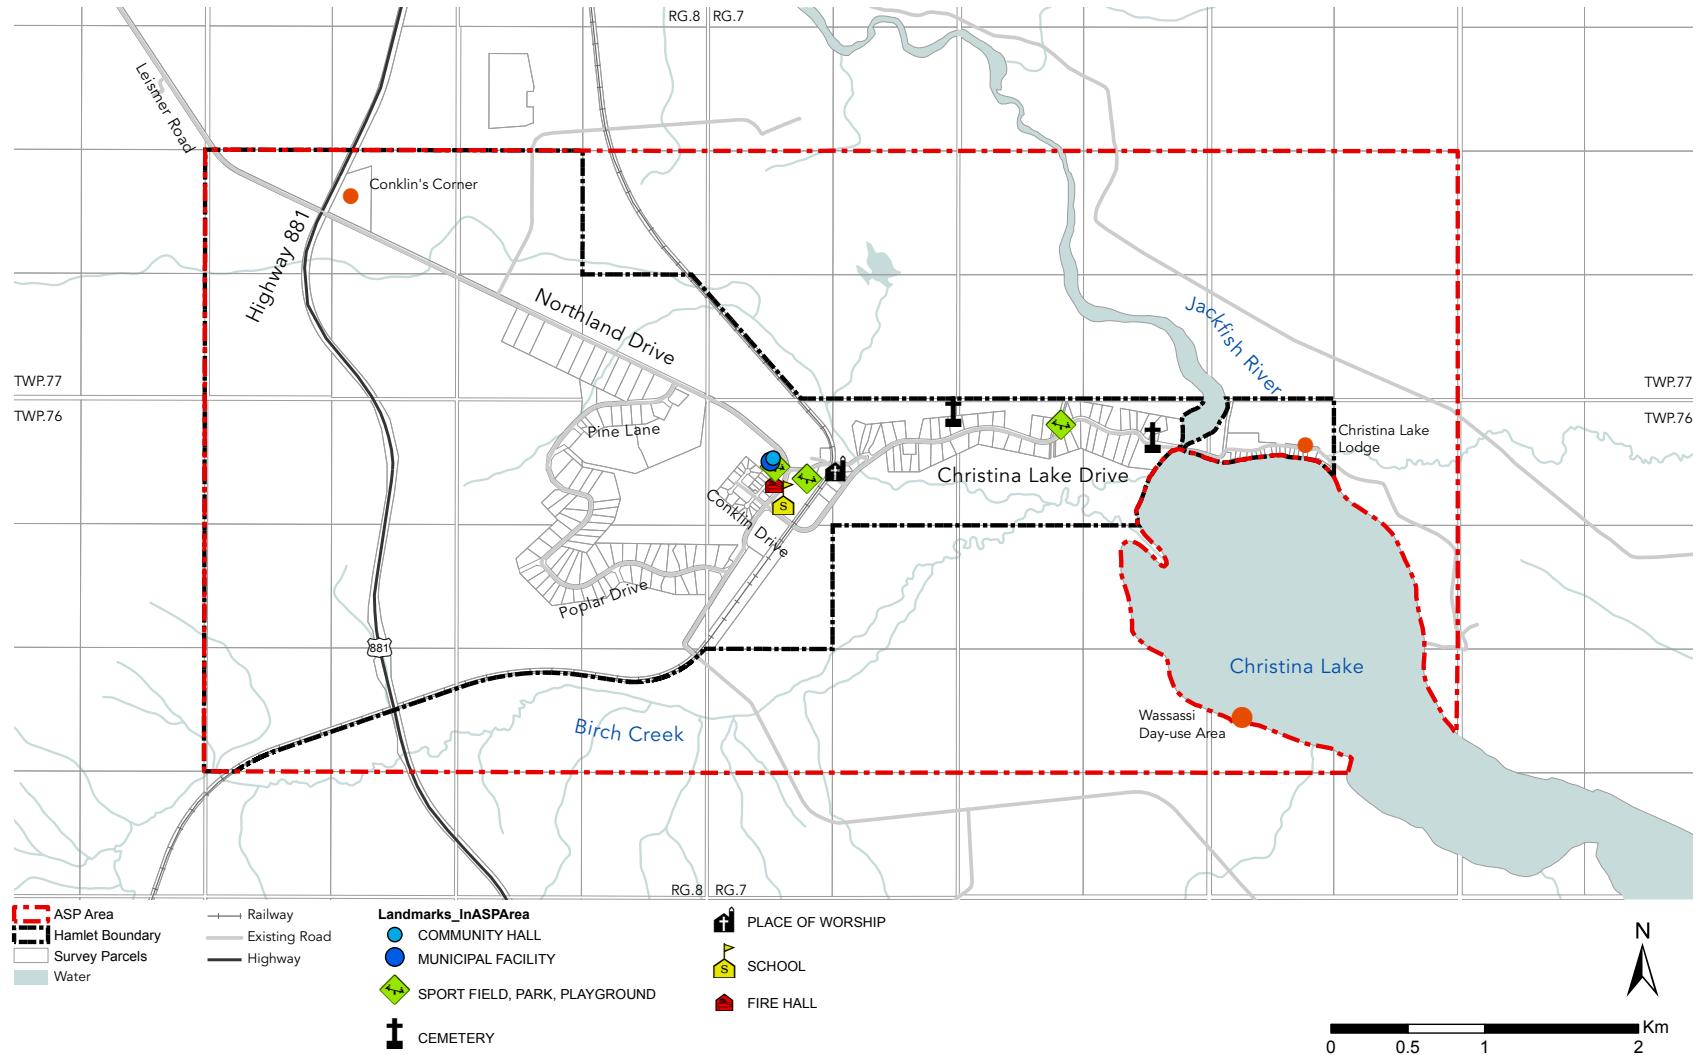 RG.8 RG.7
Leismer Road
Conklin's Corner
Highway 881
Northland Drive
Jackfish River
TWP.77
TWP.77
TWP.76
TWP.76
Pine Lane
Christina Lake
Lodge
Christina Lake Drive
S
Conklin Drive
Poplar Drive
881
Christina Lake
Wassassi
Day-use Area
Birch Creek
RG.8 RG.7
ASP Area
Hamlet Boundary
Survey Parcels
Water
Railway
Existing Road
Highway
Landmarks_InASPArea
COMMUNITY HALL
MUNICIPAL FACILITY
SPORT FIELD, PARK, PLAYGROUND
CEMETERY
PLACE OF WORSHIP
S
SCHOOL
FIRE HALL
N
Km
0 0.5 1 2